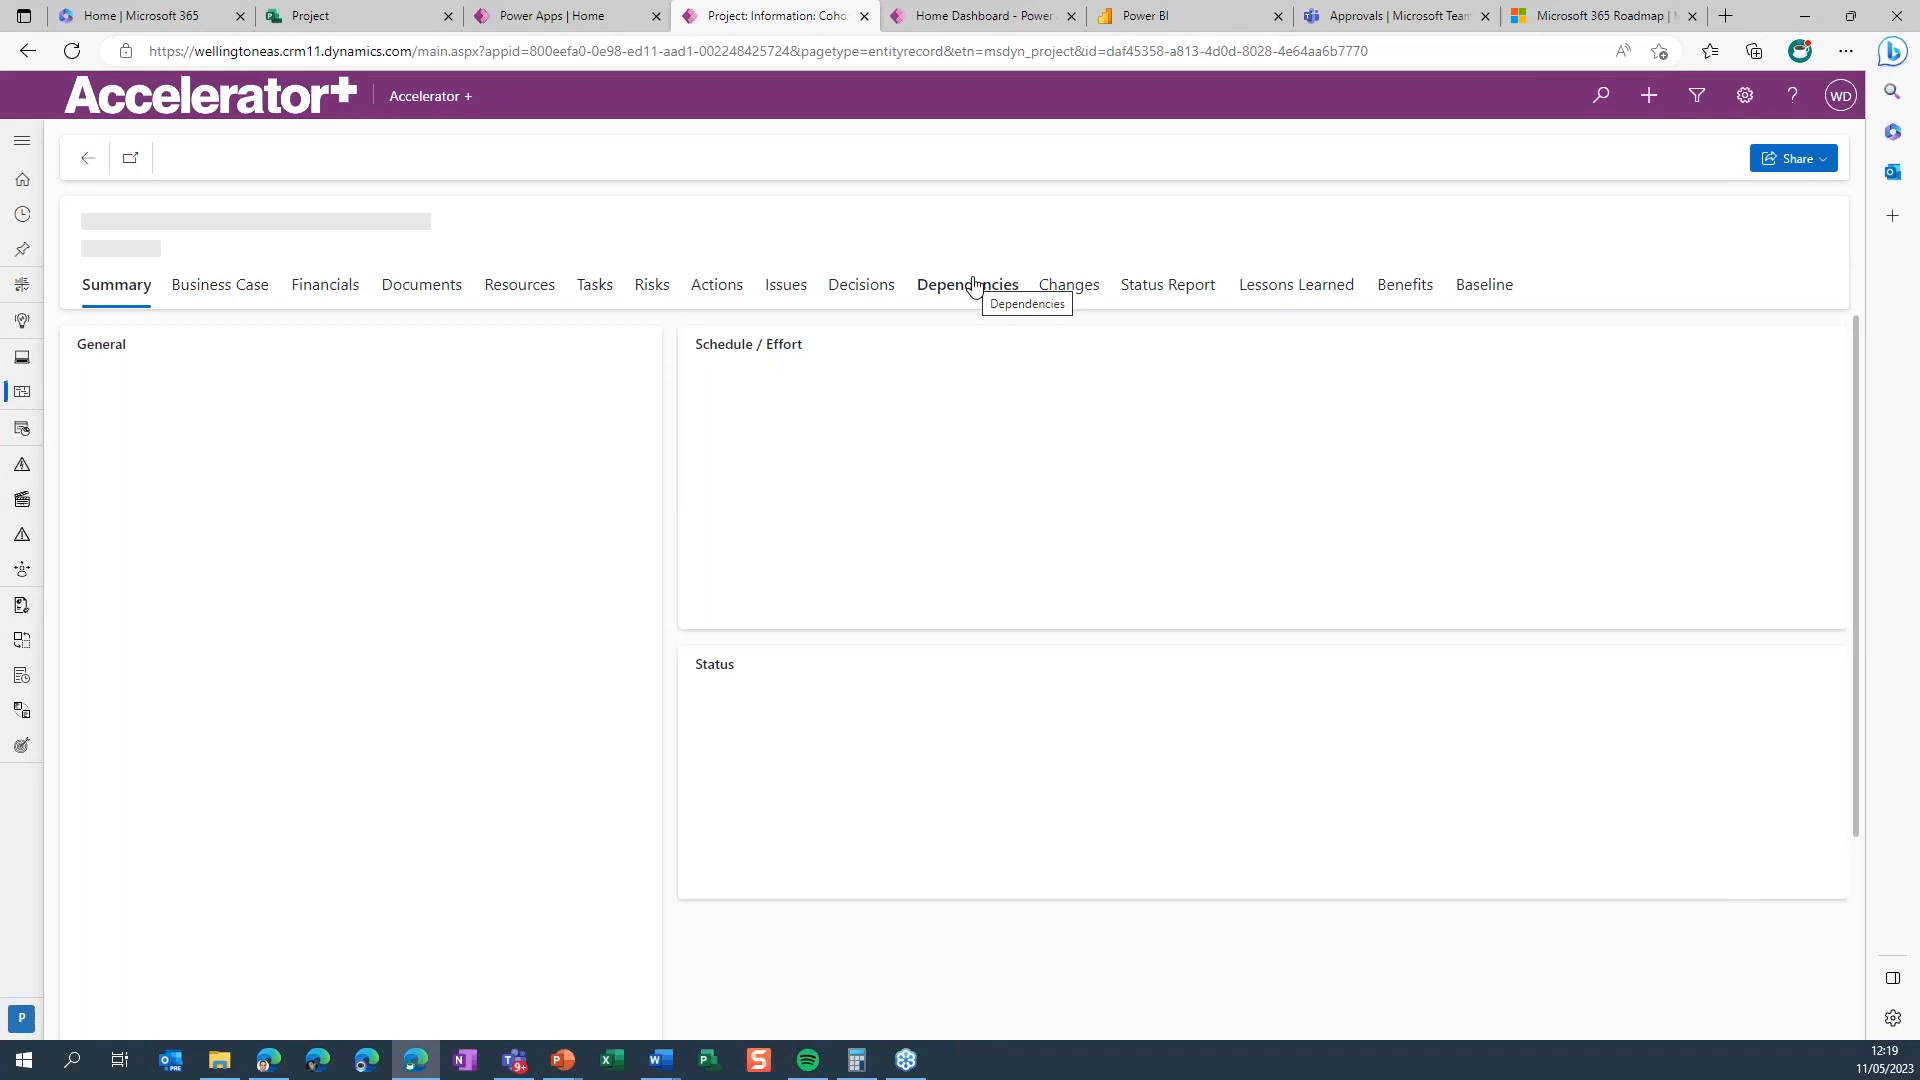 Home | Microsoft 365
Project
Power Apps | Home
Project: Information: Coho
Home Dashboard - Power
Power BI
Approvals | Microsoft Team
Microsoft 365 Roadmap |
https://wellingtoneas.crm11.dynamics.com/main.aspx?appid=800eefa0-0e98-ed11-aad1-002248425724&pagetype=entityrecord&etn=msdyn_project&id=daf45358-a813-4d0d-8028-4e64aa6b7770
Accelerator+
Accelerator +
WD
Share
Summary
Business Case
Financials
Documents
Resources
Tasks
Risks
Actions
Issues
Decisions
Dependencies
Changes
Status Report
Lessons Learned
Benefits
Baseline
Dependencies
General
Schedule / Effort
Status
P
9+
12:19
11/05/2023